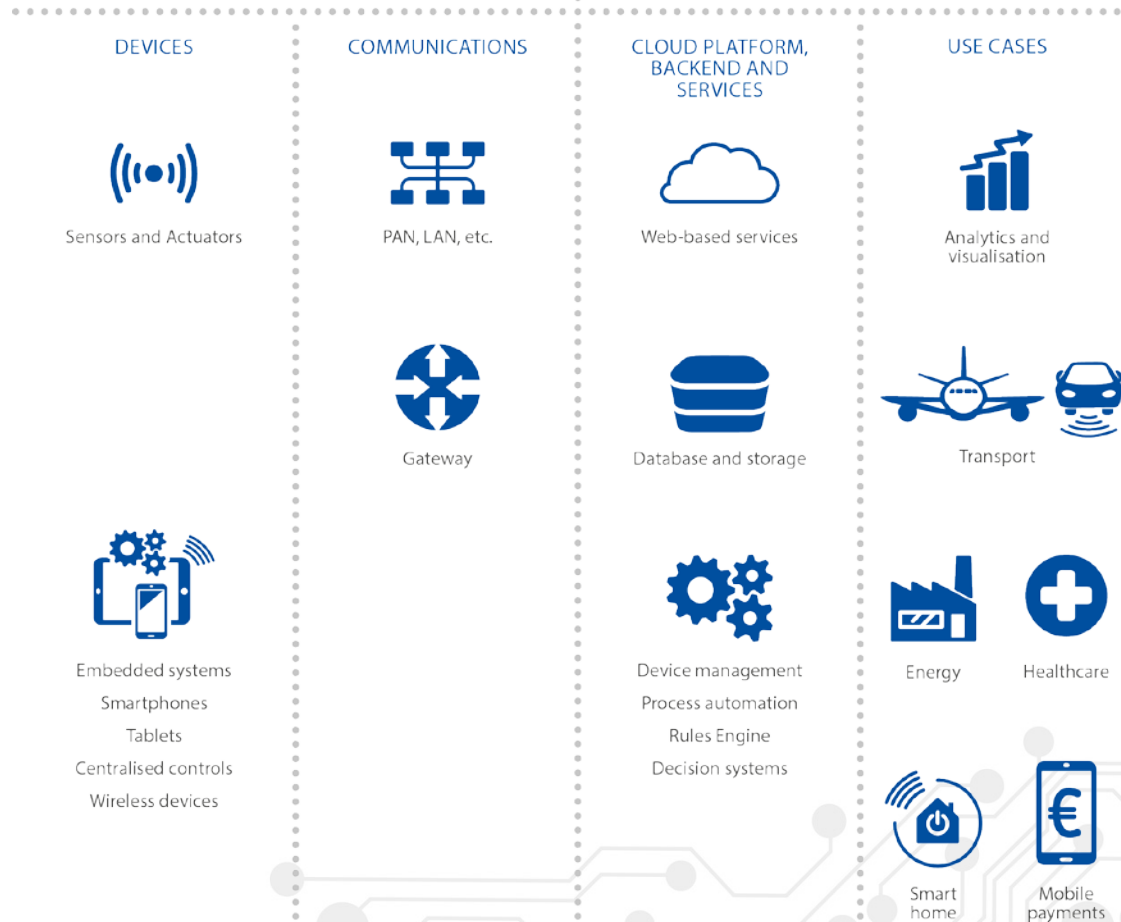 DEVICES
Sensors and Actuators
Embedded systems
Smartphones
Tablets
Centralised controls
Wireless devices
COMMUNICATIONS
PAN, LAN, etc.
Gateway
CLOUD PLATFORM,
BACKEND AND
SERVICES
Web-based services
Database and storage
Device management
Process automation
Rules Engine
Decision systems
USE CASES
Analytics and
visualisation
Transport
Energy
Healthcare
€
Smart
home
Mobile
payments